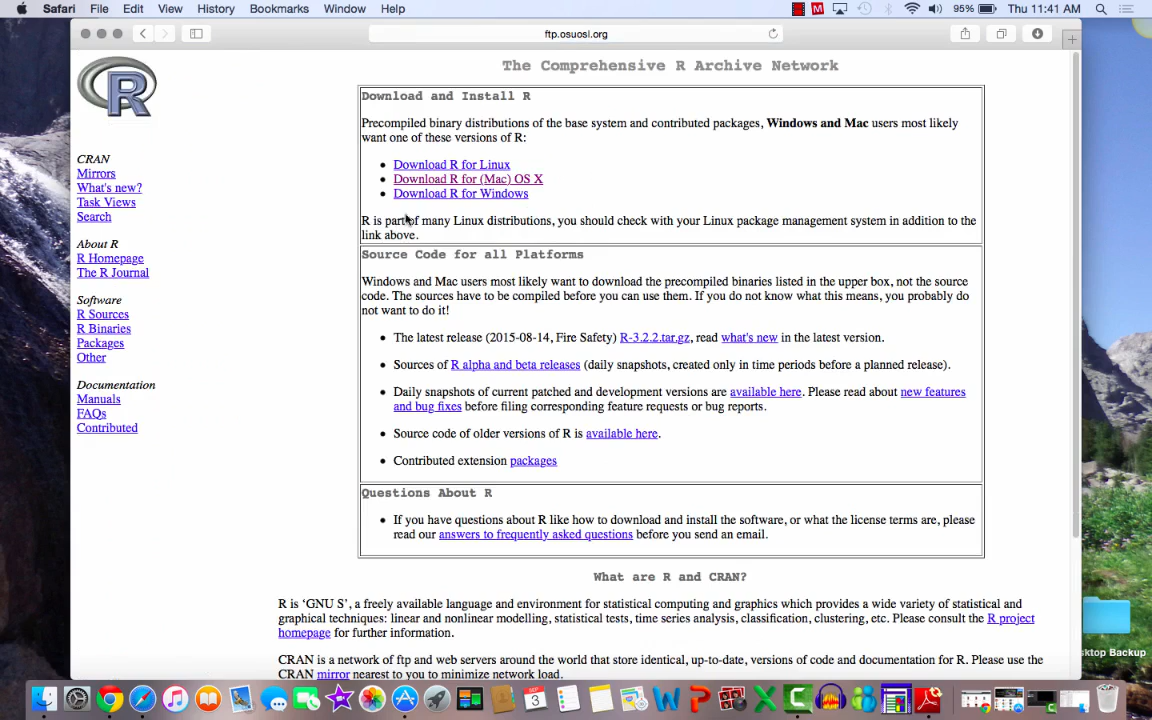 Safari File Edit View History Bookmarks Window Help 95% Thu 11:41 AM
ftp.osuosl.org
R
CRAN
Mirrors
What's new?
Task Views
Search
About R
R Homepage
The R Journal
Software
R Sources
R Binaries
Packages
Other
Documentation
Manuals
FAQs
Contributed
The Comprehensive R Archive Network
Download and Install R
Precompiled binary distributions of the base system and contributed packages, Windows and Mac users most likely
want one of these versions of R:
• Download R for Linux
• Download R for (Mac) OS X
• Download R for Windows
R is part of many Linux distributions, you should check with your Linux package management system in addition to the
link above.
Source Code for all Platforms
Windows and Mac users most likely want to download the precompiled binaries listed in the upper box, not the source
code. The sources have to be compiled before you can use them. If you do not know what this means, you probably do
not want to do it!
• The latest release (2015-08-14, Fire Safety) R-3.2.2.tar.gz, read what's new in the latest version.
• Sources of R alpha and beta releases (daily snapshots, created only in time periods before a planned release).
• Daily snapshots of current patched and development versions are available here. Please read about new features
and bug fixes before filing corresponding feature requests or bug reports.
• Source code of older versions of R is available here.
• Contributed extension packages
Questions About R
• If you have questions about R like how to download and install the software, or what the license terms are, please
read our answers to frequently asked questions before you send an email.
What are R and CRAN?
R is ‘GNU S’, a freely available language and environment for statistical computing and graphics which provides a wide variety of statistical and
graphical techniques: linear and nonlinear modelling, statistical tests, time series analysis, classification, clustering, etc. Please consult the R project
homepage for further information.
CRAN is a network of ftp and web servers around the world that store identical, up-to-date, versions of code and documentation for R. Please use the
CRAN mirror nearest to you to minimize network load.
sktop Backup
SEP
3